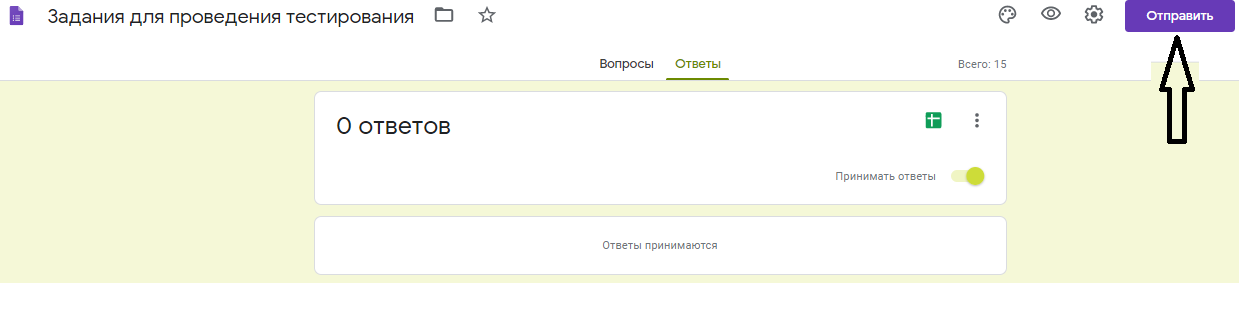 Задания для проведения тестирования
Отправить
Вопросы Ответы Всего: 15
0 ответов
Принимать ответы
Ответы принимаются